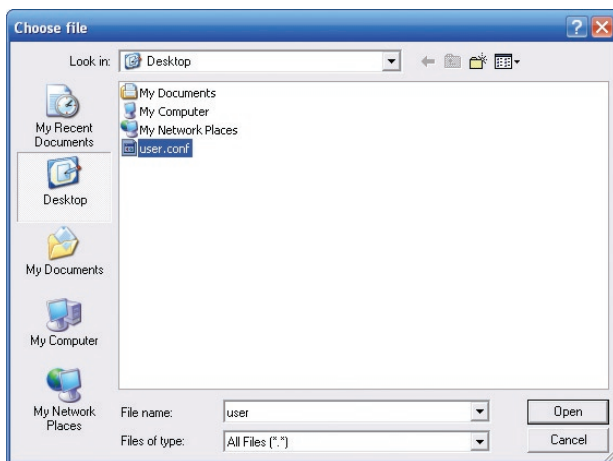 Choose file
Look in:
Desktop
My Recent
Documents
Desktop
My Documents
My Computer
My Network
Places
My Documents
My Computer
My Network Places
user.conf
File name:
user
Open
Files of type:
All Files (*.*)
Cancel